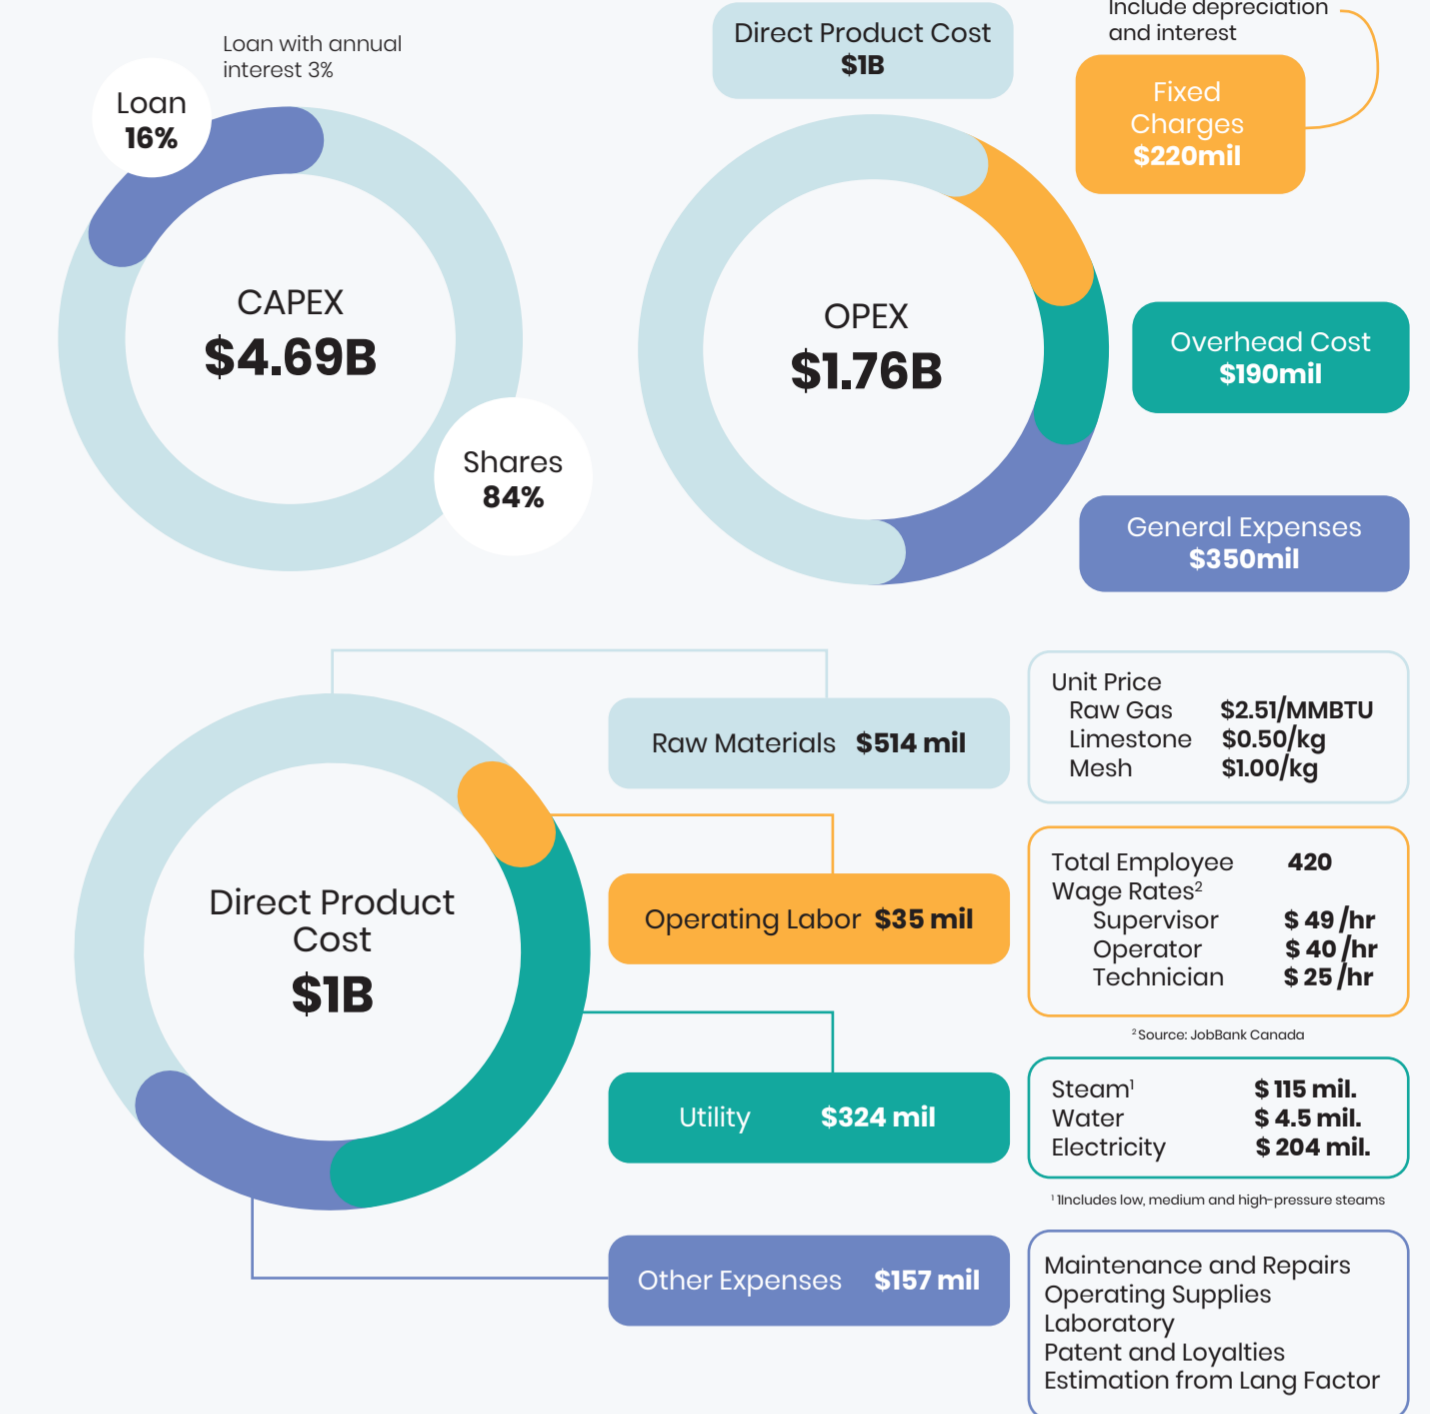 Loan with annual
interest 3%
Loan
16%
CAPEX
$4.69B
Shares
84%
Direct Product Cost
$1B
Include depreciation
and interest
Fixed
Charges
$220mil
OPEX
$1.76B
Overhead Cost
$190mil
General Expenses
$350mil
Direct Product
Cost
$1B
Raw Materials $514 mil
Unit Price
Raw Gas $2.51/MMBTU
Limestone $0.50/kg
Mesh $1.00/kg
Operating Labor $35 mil
Total Employee 420
Wage Rates²
Supervisor $ 49 /hr
Operator $ 40 /hr
Technician $ 25 /hr
² Source: JobBank Canada
Utility $324 mil
Steam¹ $ 115 mil.
Water $ 4.5 mil.
Electricity $ 204 mil.
¹ 1Includes low, medium and high-pressure steams
Other Expenses $157 mil
Maintenance and Repairs
Operating Supplies
Laboratory
Patent and Loyalties
Estimation from Lang Factor